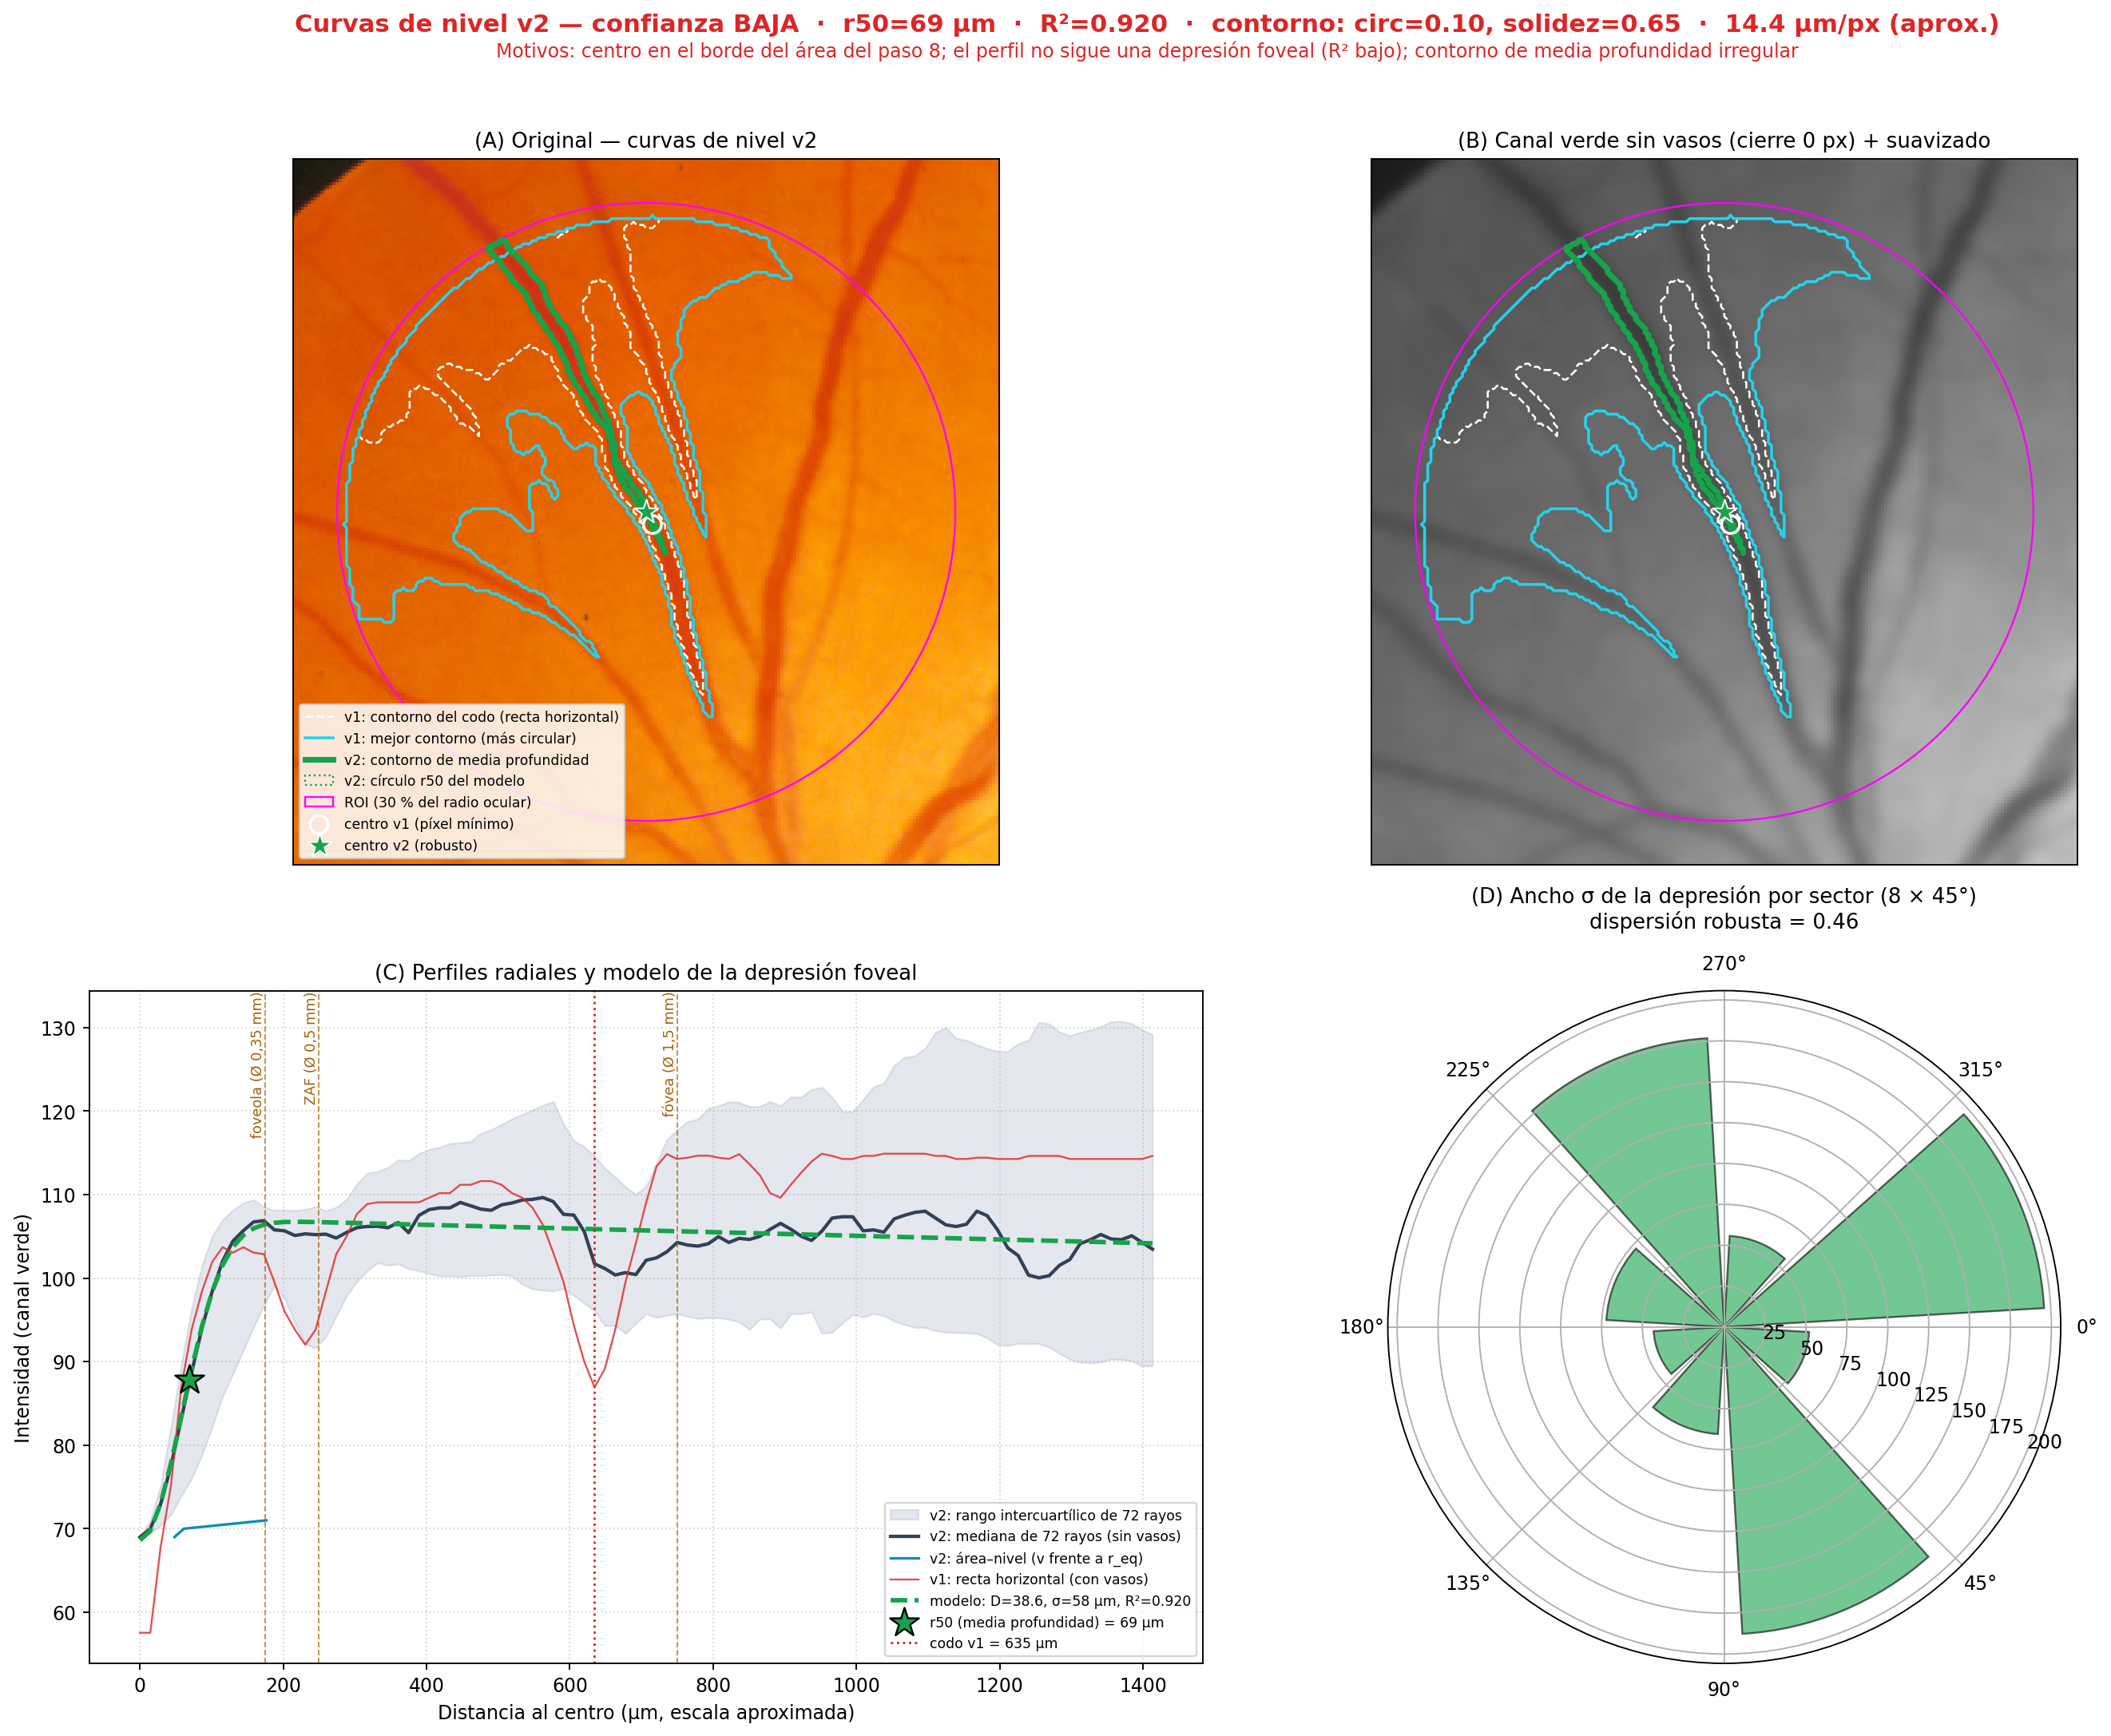 Curvas de nivel v2 — confianza BAJA · r50=69 µm · R²=0.920 · contorno: circ=0.10, solidez=0.65 · 14.4 µm/px (aprox.)
Motivos: centro en el borde del área del paso 8; el perfil no sigue una depresión foveal (R² bajo); contorno de media profundidad irregular
(A) Original — curvas de nivel v2
v1: contorno del codo (recta horizontal)
v1: mejor contorno (más circular)
v2: contorno de media profundidad
v2: círculo r50 del modelo
ROI (30 % del radio ocular)
centro v1 (píxel mínimo)
centro v2 (robusto)
(B) Canal verde sin vasos (cierre 0 px) + suavizado
(C) Perfiles radiales y modelo de la depresión foveal
Intensidad (canal verde)
130
120
110
100
90
80
70
60
foveola (Ø 0,35 mm)
ZAF (Ø 0,5 mm)
fóvea (Ø 1,5 mm)
v2: rango intercuartílico de 72 rayos
v2: mediana de 72 rayos (sin vasos)
v2: área–nivel (v frente a r_eq)
v1: recta horizontal (con vasos)
modelo: D=38.6, σ=58 µm, R²=0.920
r50 (media profundidad) = 69 µm
codo v1 = 635 µm
0
200
400
600
800
1000
1200
1400
Distancia al centro (µm, escala aproximada)
(D) Ancho σ de la depresión por sector (8 × 45°)
dispersión robusta = 0.46
270°
225°
315°
180°
0°
25
50
75
100
125
150
175
200
135°
45°
90°